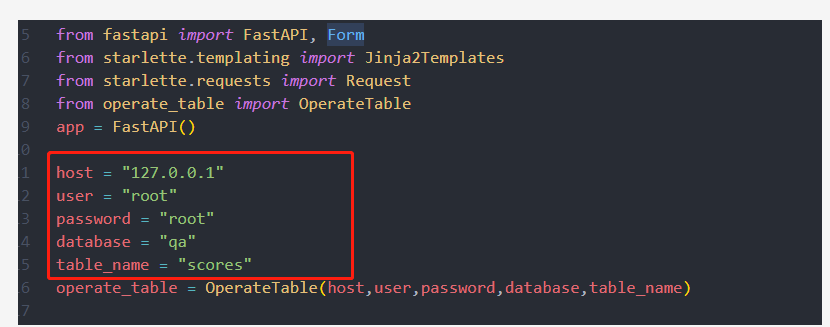 5 from fastapi import FastAPI, Form
6 from starlette.templating import Jinja2Templates
7 from starlette.requests import Request
8 from operate_table import OperateTable
9 app = FastAPI()
0
1 host = "127.0.0.1"
2 user = "root"
3 password = "root"
4 database = "qa"
5 table_name = "scores"
6 operate_table = OperateTable(host,user,password,database,table_name)
7